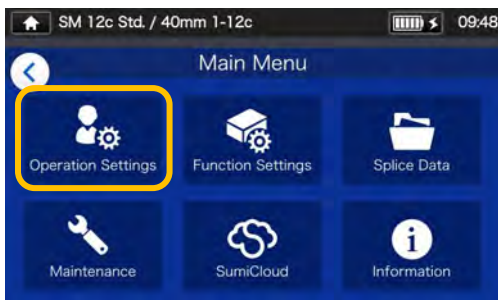 SM 12c Std. / 40mm 1-12c 09:48
Main Menu
Operation Settings Function Settings Splice Data
Maintenance SumiCloud Information